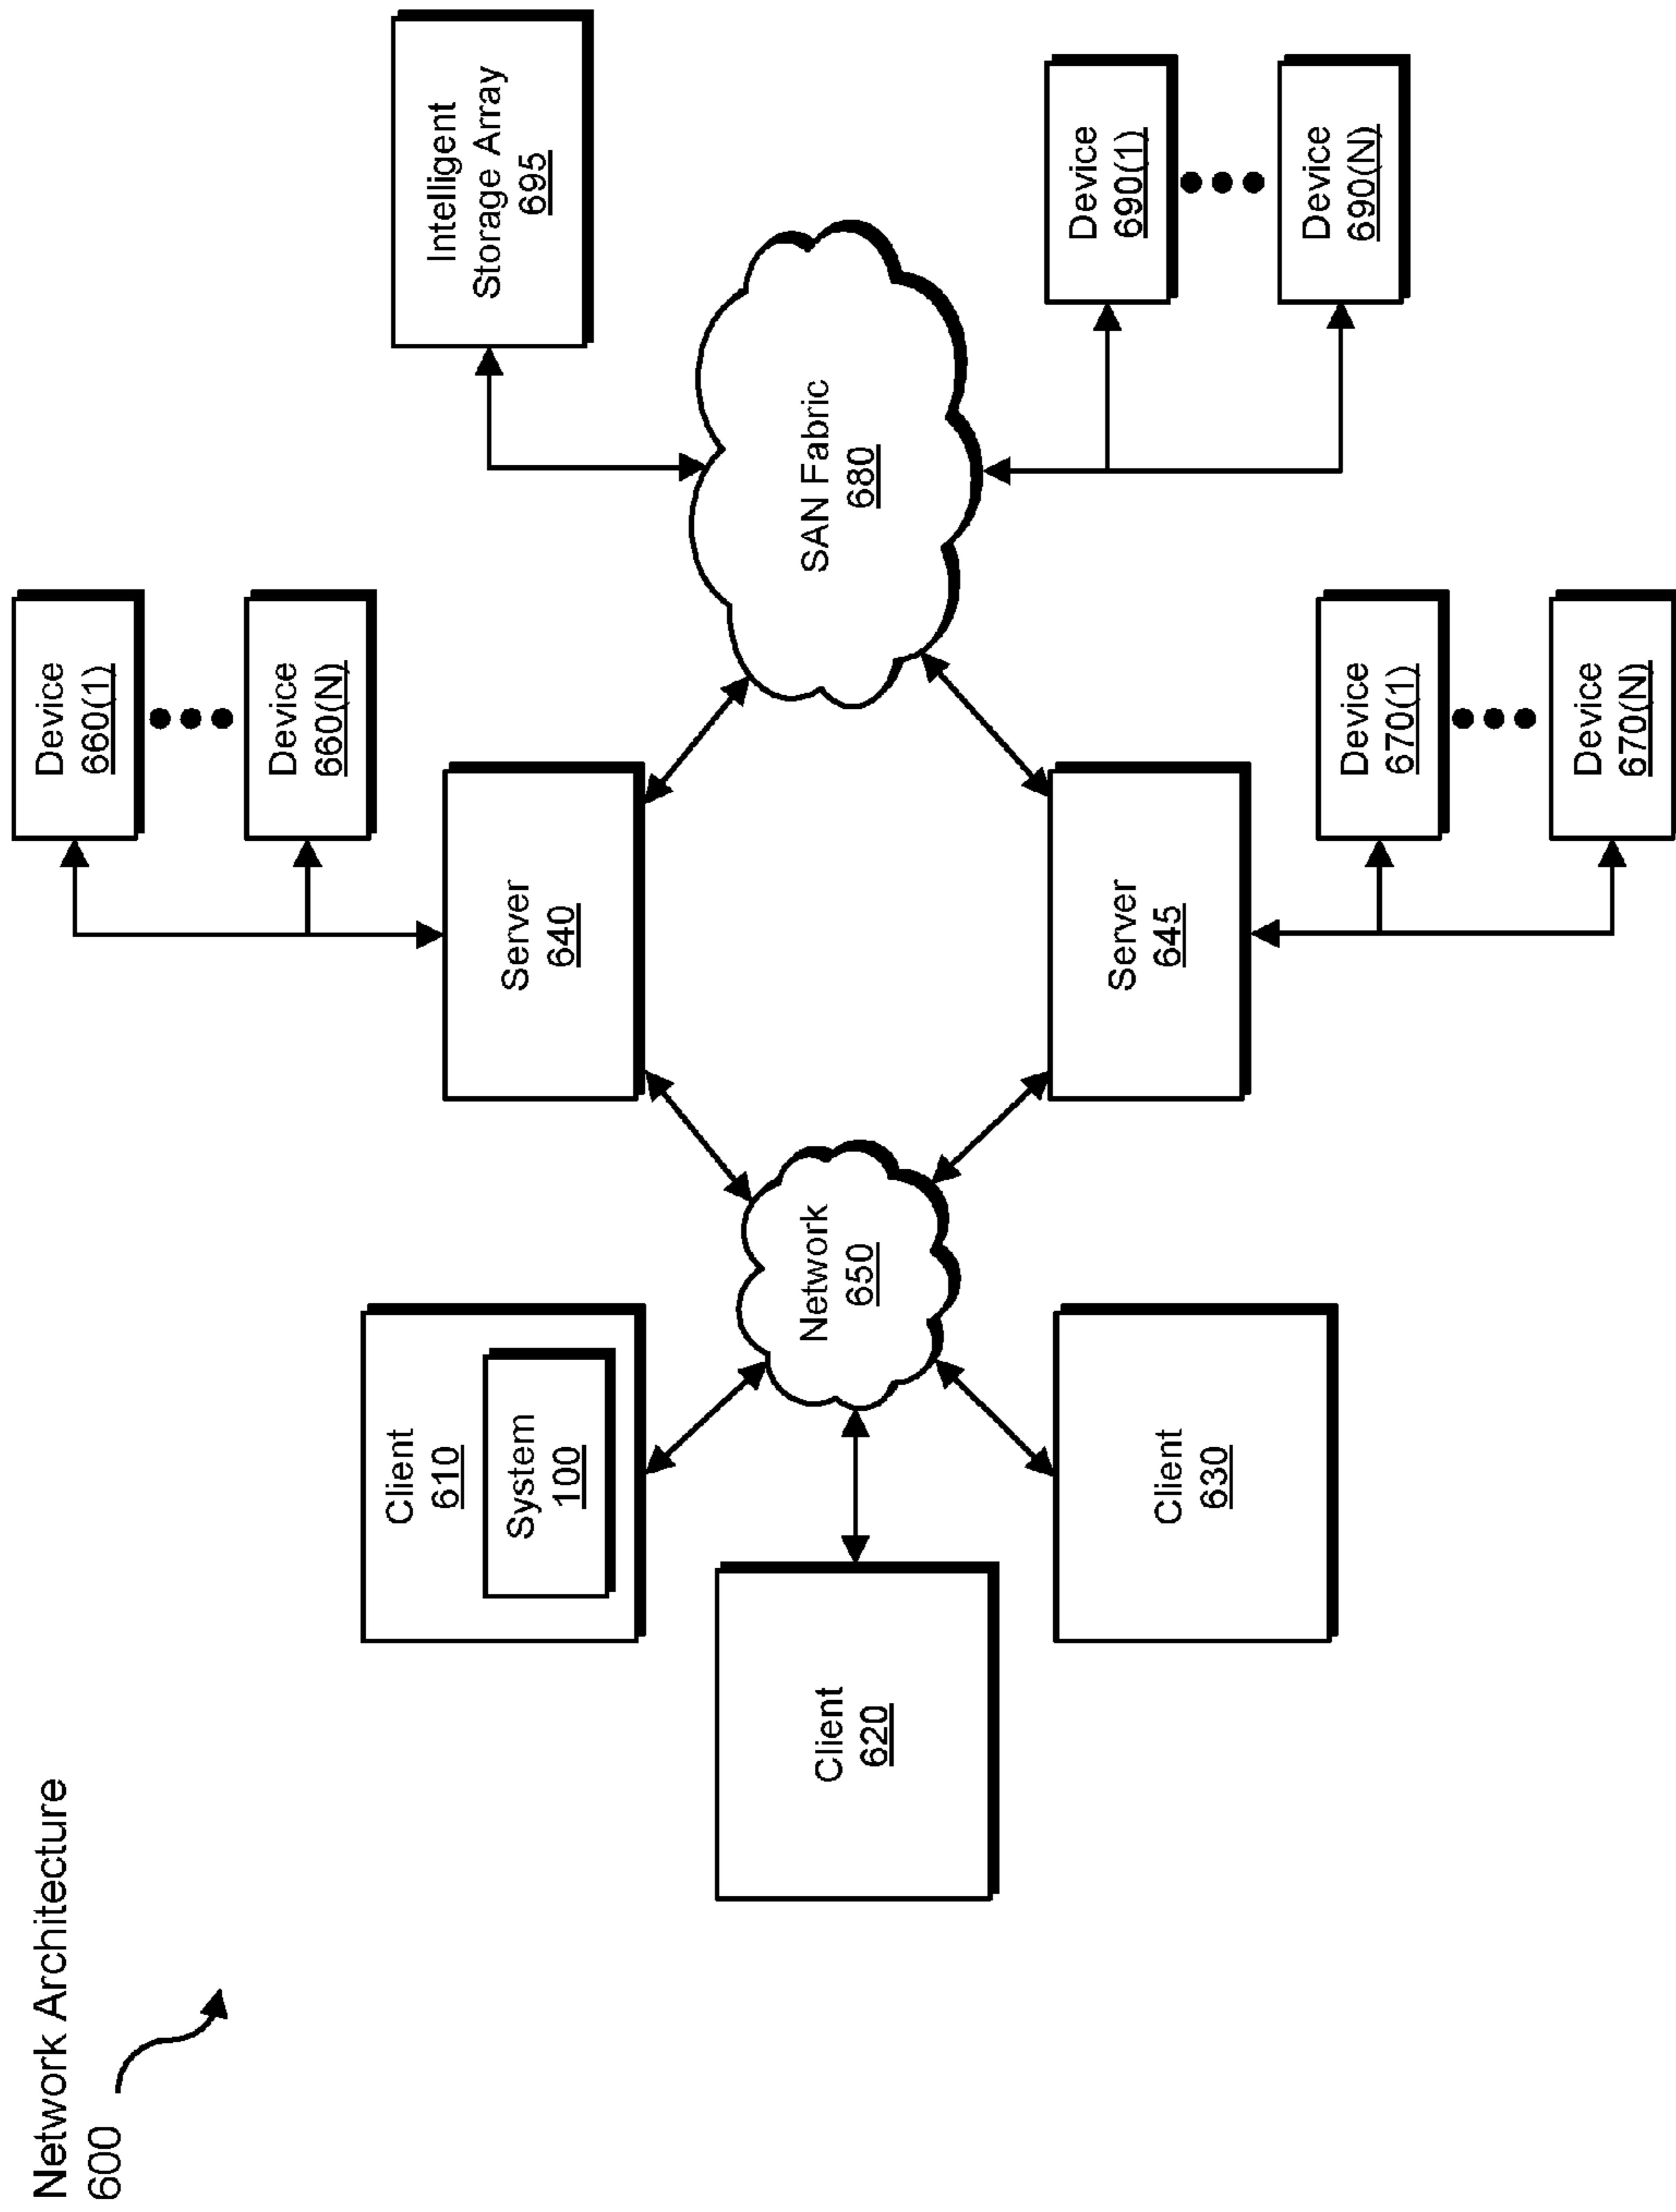 Network Architecture
600
Device
660(1)
Device
660(N)
Intelligent
Storage Array
695
Client
610
System
100
Server
640
Client
620
Network
650
SAN Fabric
680
Client
630
Server
645
Device
690(1)
Device
690(N)
Device
670(1)
Device
670(N)